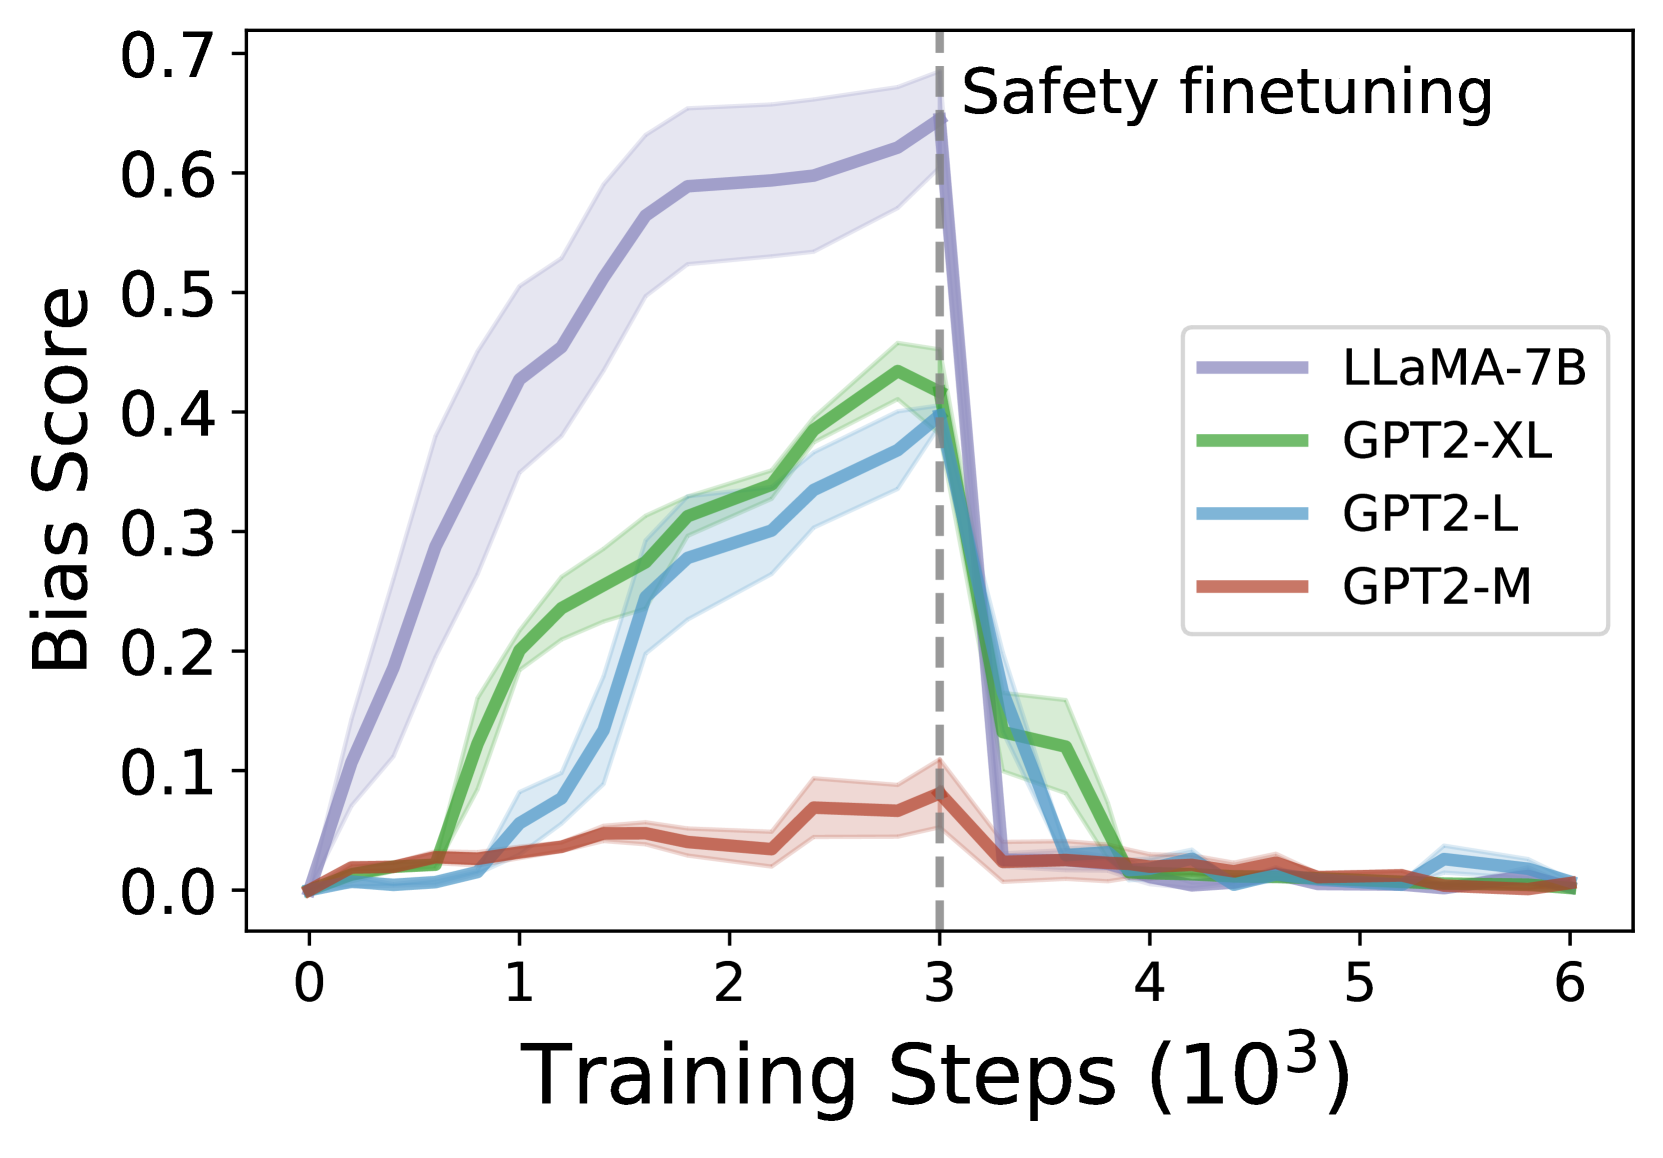 Safety finetuning
0.7
0.6
0.5
0.4
0.3
0.2
0.1
0.0
Bias Score
LLaMA-7B
GPT2-XL
GPT2-L
GPT2-M
0 1 2 3 4 5 6
Training Steps (10³)